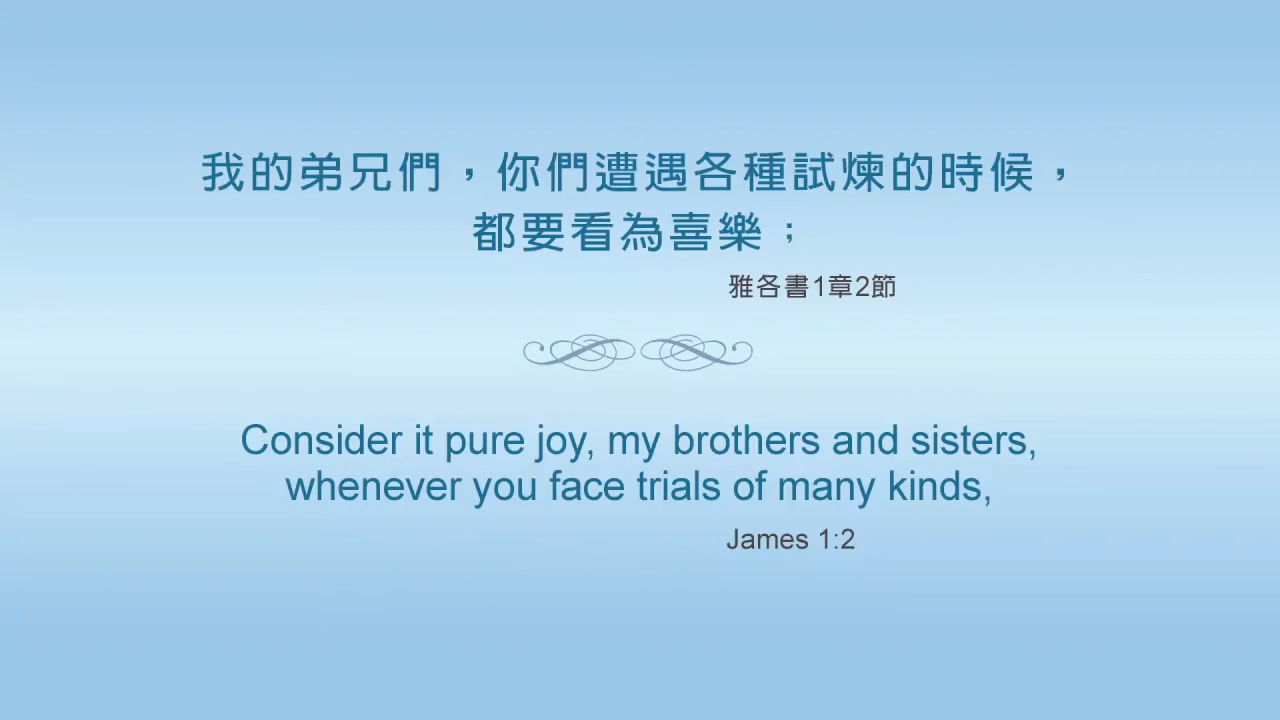 我的弟兄們，你們遭遇各種試煉的時候，
都要看為喜樂；
雅各書1章2節
Consider it pure joy, my brothers and sisters,
whenever you face trials of many kinds,
James 1:2